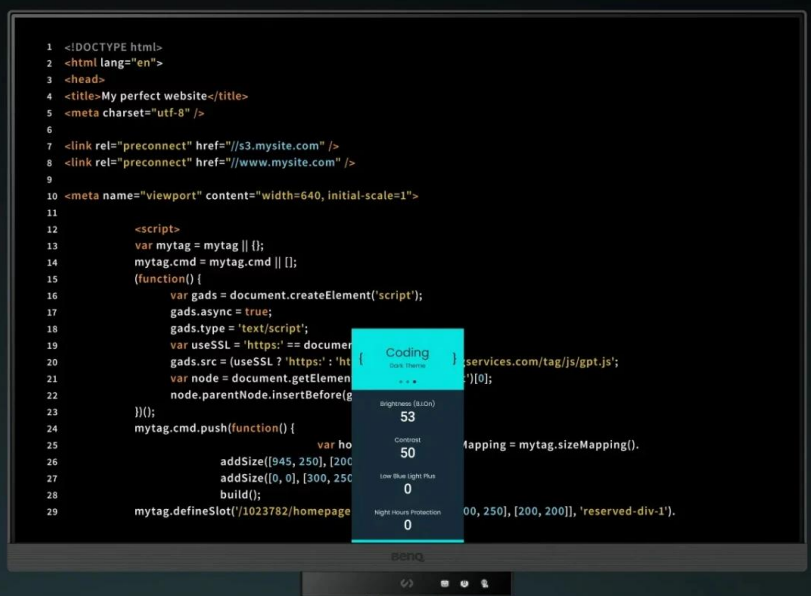 1 <!DOCTYPE html>
2 <html lang="en">
3 <head>
4 <title>My perfect website</title>
5 <meta charset="utf-8" />
6
7 <link rel="preconnect" href="//s3.mysite.com" />
8 <link rel="preconnect" href="//www.mysite.com" />
9
10 <meta name="viewport" content="width=640, initial-scale=1">
11
12 <script>
13 var mytag = mytag || {};
14 mytag.cmd = mytag.cmd || [];
15 (function() {
16 var gads = document.createElement('script');
17 gads.async = true;
18 gads.type = 'text/script';
19 var useSSL = 'https:' == documen
20 gads.src = (useSSL ? 'https:' : 'ht gservices.com/tag/js/gpt.js';
21 var node = document.getElemen ')[0];
22 node.parentNode.insertBefore(g
23 })();
24 mytag.cmd.push(function() {
25 var ho Mapping = mytag.sizeMapping().
26 addSize([945, 250], [200
27 addSize([0, 0], [300, 250
28 build();
29 mytag.defineSlot('/1023782/homepage 00, 250], [200, 200]], 'reserved-div-1').
{ Coding }
Dark Theme
Brightness (B.I.On)
53
Contrast
50
Low Blue Light Plus
0
Night Hours Protection
0
BenQ